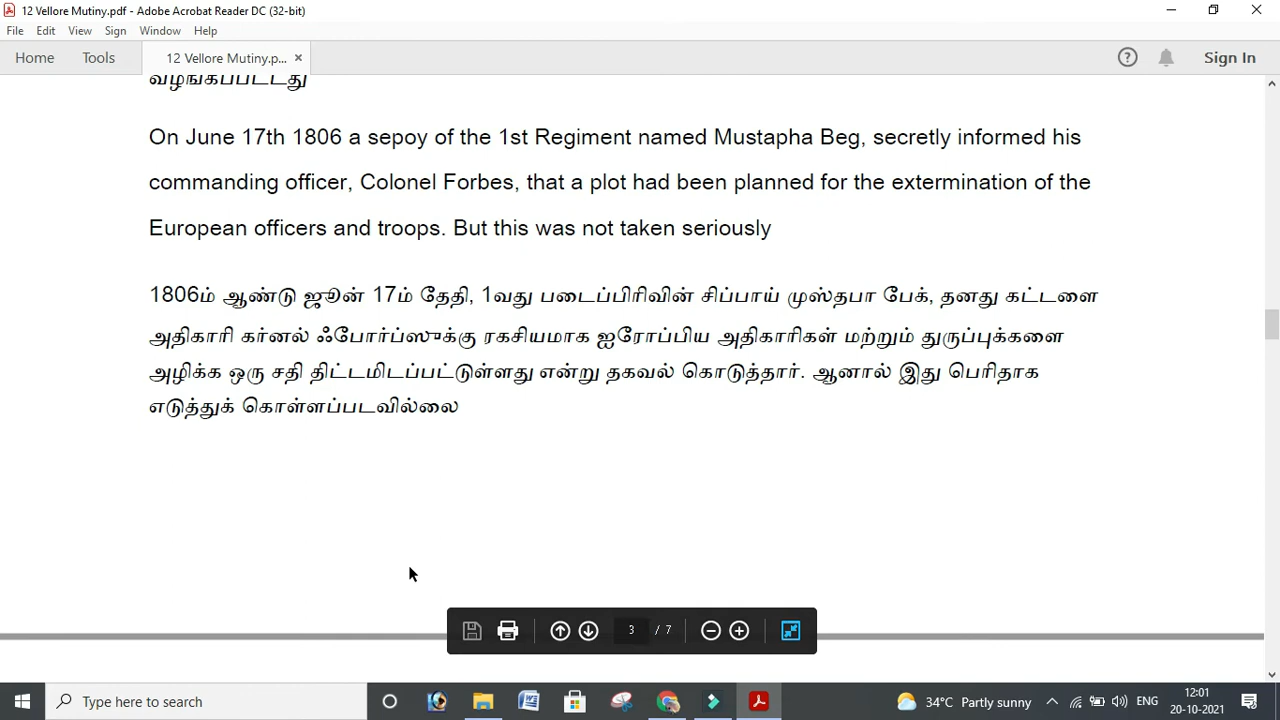 12 Vellore Mutiny.pdf - Adobe Acrobat Reader DC (32-bit)
File Edit View Sign Window Help
Home Tools 12 Vellore Mutiny.p... × Sign In
வழங்கப்பட்டது
On June 17th 1806 a sepoy of the 1st Regiment named Mustapha Beg, secretly informed his
commanding officer, Colonel Forbes, that a plot had been planned for the extermination of the
European officers and troops. But this was not taken seriously
1806ம் ஆண்டு ஜூன் 17ம் தேதி, 1வது படைப்பிரிவின் சிப்பாய் முஸ்தபா பேக், தனது கட்டளை
அதிகாரி கர்னல் ஃபோர்ப்ஸுக்கு ரகசியமாக ஐரோப்பிய அதிகாரிகள் மற்றும் துருப்புக்களை
அழிக்க ஒரு சதி திட்டமிடப்பட்டுள்ளது என்று தகவல் கொடுத்தார். ஆனால் இது பெரிதாக
எடுத்துக் கொள்ளப்படவில்லை
3 / 7
Type here to search 34°C Partly sunny ENG 12:01
20-10-2021